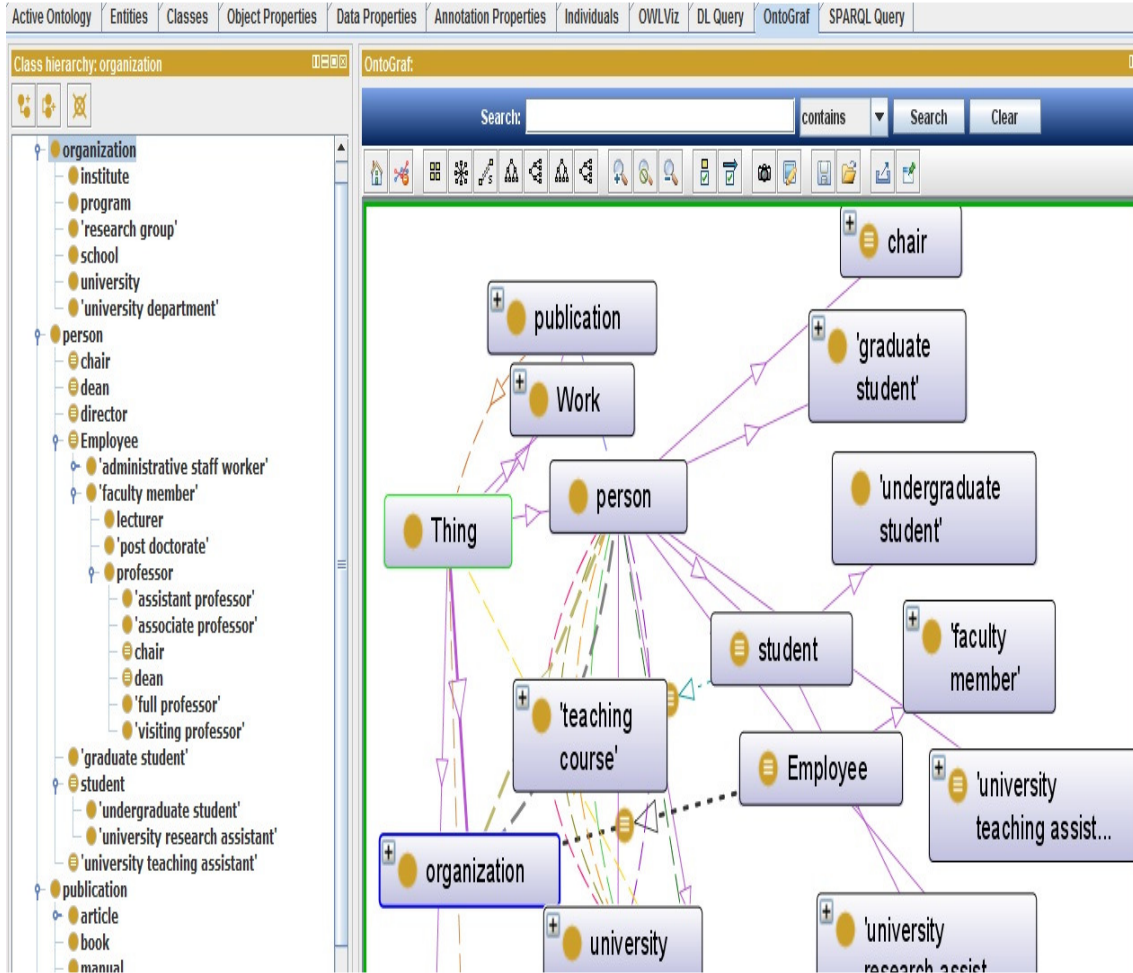 Active Ontology Entities Classes Object Properties Data Properties Annotation Properties Individuals OWLViz DL Query OntoGraf SPARQL Query
Class hierarchy: organization
organization
institute
program
'research group'
school
university
'university department'
person
chair
dean
director
Employee
'administrative staff worker'
'faculty member'
lecturer
'post doctorate'
professor
'assistant professor'
'associate professor'
chair
dean
'full professor'
'visiting professor'
'graduate student'
student
'undergraduate student'
'university research assistant'
'university teaching assistant'
publication
article
book
manual
OntoGraf:
Search: contains Search Clear
chair
publication
'graduate
student'
Work
person
'undergraduate
student'
Thing
student
'faculty
member'
'teaching
course'
Employee
'university
teaching assist...
organization
university
'university
research assist